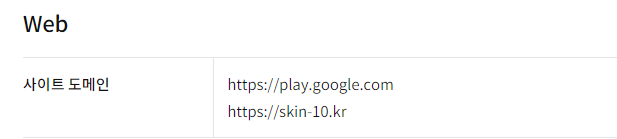 Web
사이트 도메인
https://play.google.com
https://skin-10.kr